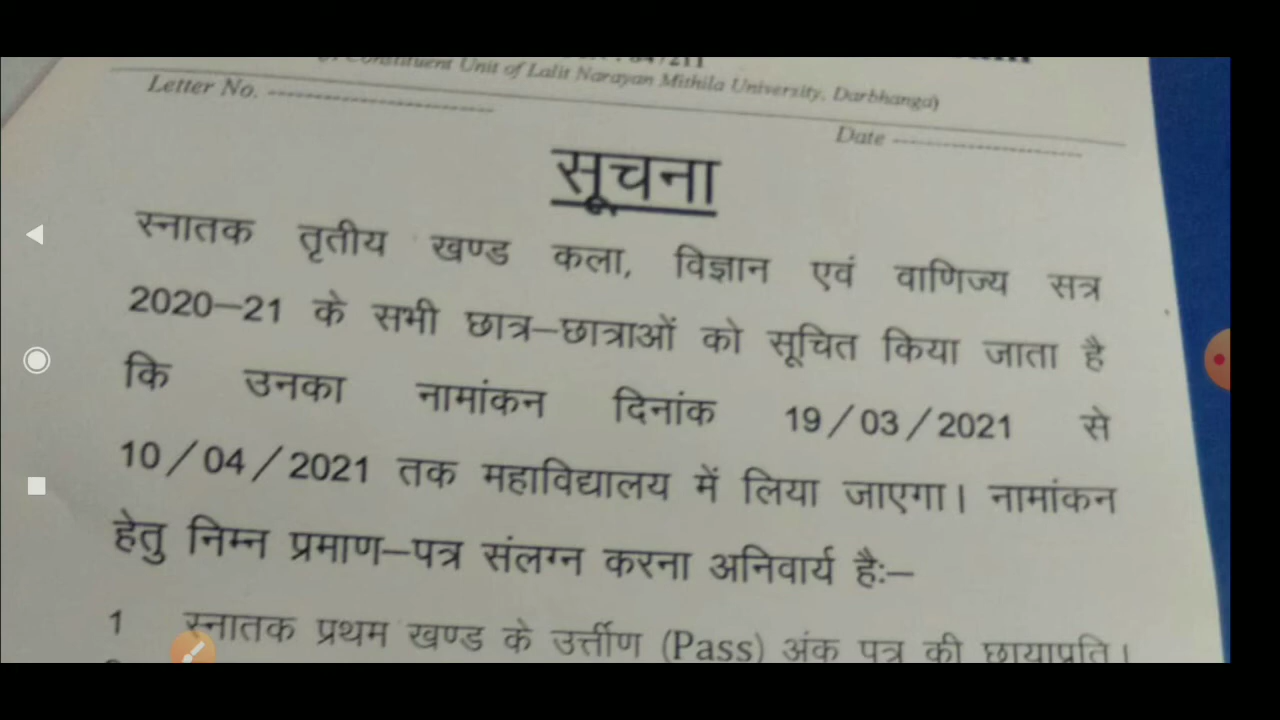 Constituent Unit of Lalit Narayan Mithila University, Darbhanga)
Letter No.
Date
सूचना
स्नातक तृतीय खण्ड कला, विज्ञान एवं वाणिज्य सत्र
2020-21 के सभी छात्र-छात्राओं को सूचित किया जाता है
कि उनका नामांकन दिनांक 19/03/2021 से
10/04/2021 तक महाविद्यालय में लिया जाएगा। नामांकन
हेतु निम्न प्रमाण-पत्र संलग्न करना अनिवार्य है:-
1 स्नातक प्रथम खण्ड के उर्त्तीण (Pass) अंक पत्र की छायाप्रति।